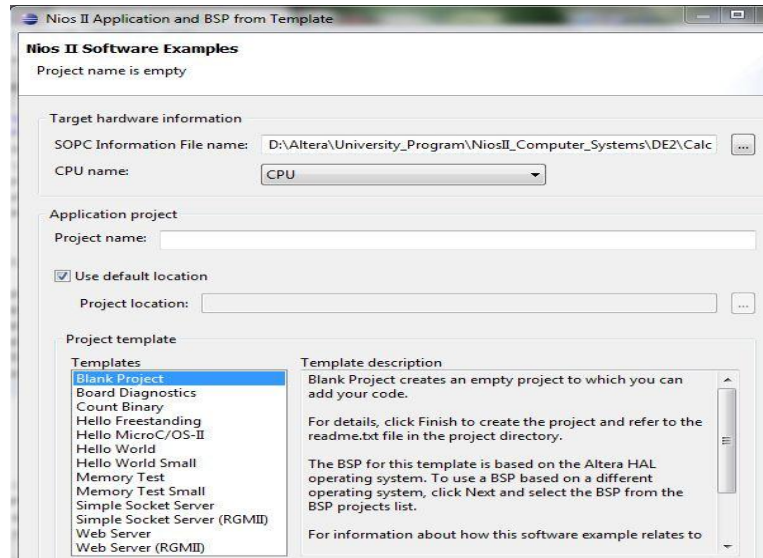 Nios II Application and BSP from Template
Nios II Software Examples
Project name is empty
Target hardware information
SOPC Information File name: D:\Altera\University_Program\NiosII_Computer_Systems\DE2\Calc ...
CPU name: CPU
Application project
Project name:
Use default location
Project location: ...
Project template
Templates
Blank Project
Board Diagnostics
Count Binary
Hello Freestanding
Hello MicroC/OS-II
Hello World
Hello World Small
Memory Test
Memory Test Small
Simple Socket Server
Simple Socket Server (RGMII)
Web Server
Web Server (RGMII)
Template description
Blank Project creates an empty project to which you can
add your code.
For details, click Finish to create the project and refer to the
readme.txt file in the project directory.
The BSP for this template is based on the Altera HAL
operating system. To use a BSP based on a different
operating system, click Next and select the BSP from the
BSP projects list.
For information about how this software example relates to